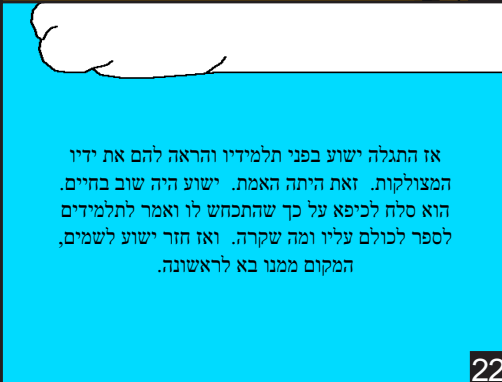 אז התגלה ישוע בפני תלמידיו והראה להם את ידיו
המצולקות. זאת היתה האמת. ישוע היה שוב בחיים.
הוא סלח לכיפא על כך שהתכחש לו ואמר לתלמידים
לספר לכולם עליו ומה שקרה. ואז חזר ישוע לשמים,
המקום ממנו בא לראשונה.
22